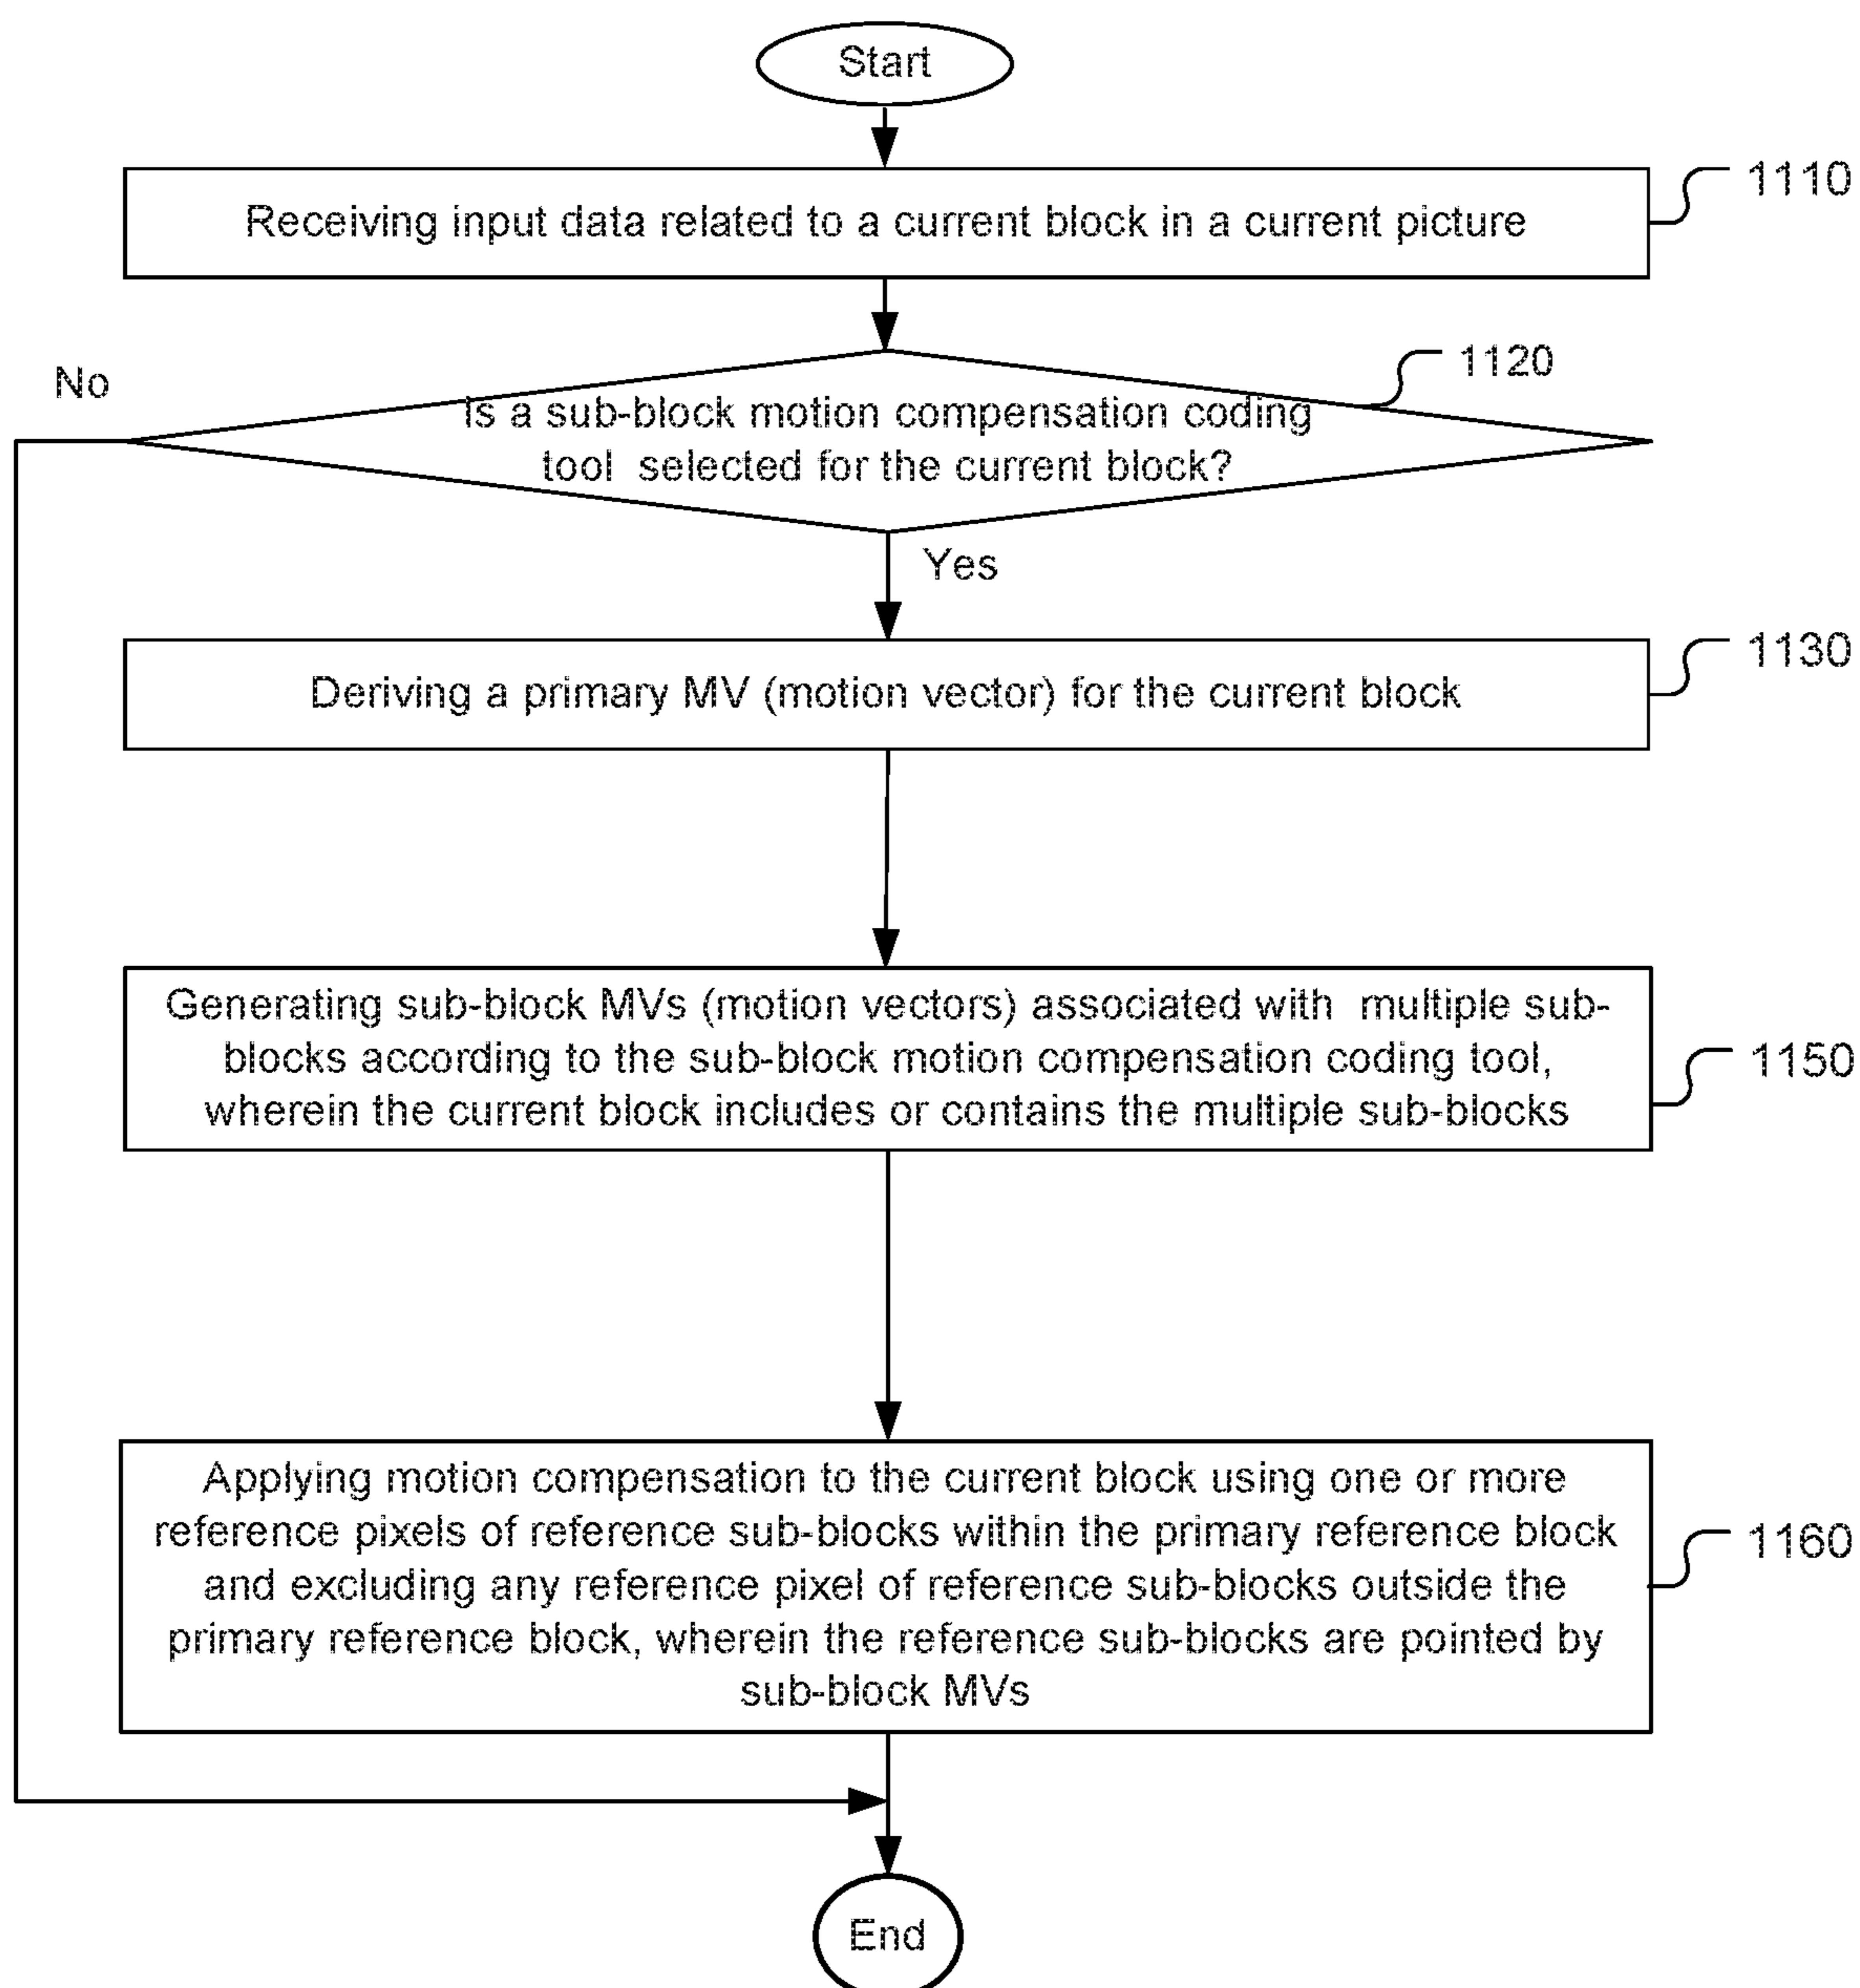 Start
Receiving input data related to a current block in a current picture
1110
No
1120
Is a sub-block motion compensation coding
tool selected for the current block?
Yes
Deriving a primary MV (motion vector) for the current block
1130
Generating sub-block MVs (motion vectors) associated with multiple sub-
blocks according to the sub-block motion compensation coding tool,
wherein the current block includes or contains the multiple sub-blocks
1150
Applying motion compensation to the current block using one or more
reference pixels of reference sub-blocks within the primary reference block
and excluding any reference pixel of reference sub-blocks outside the
primary reference block, wherein the reference sub-blocks are pointed by
sub-block MVs
1160
End